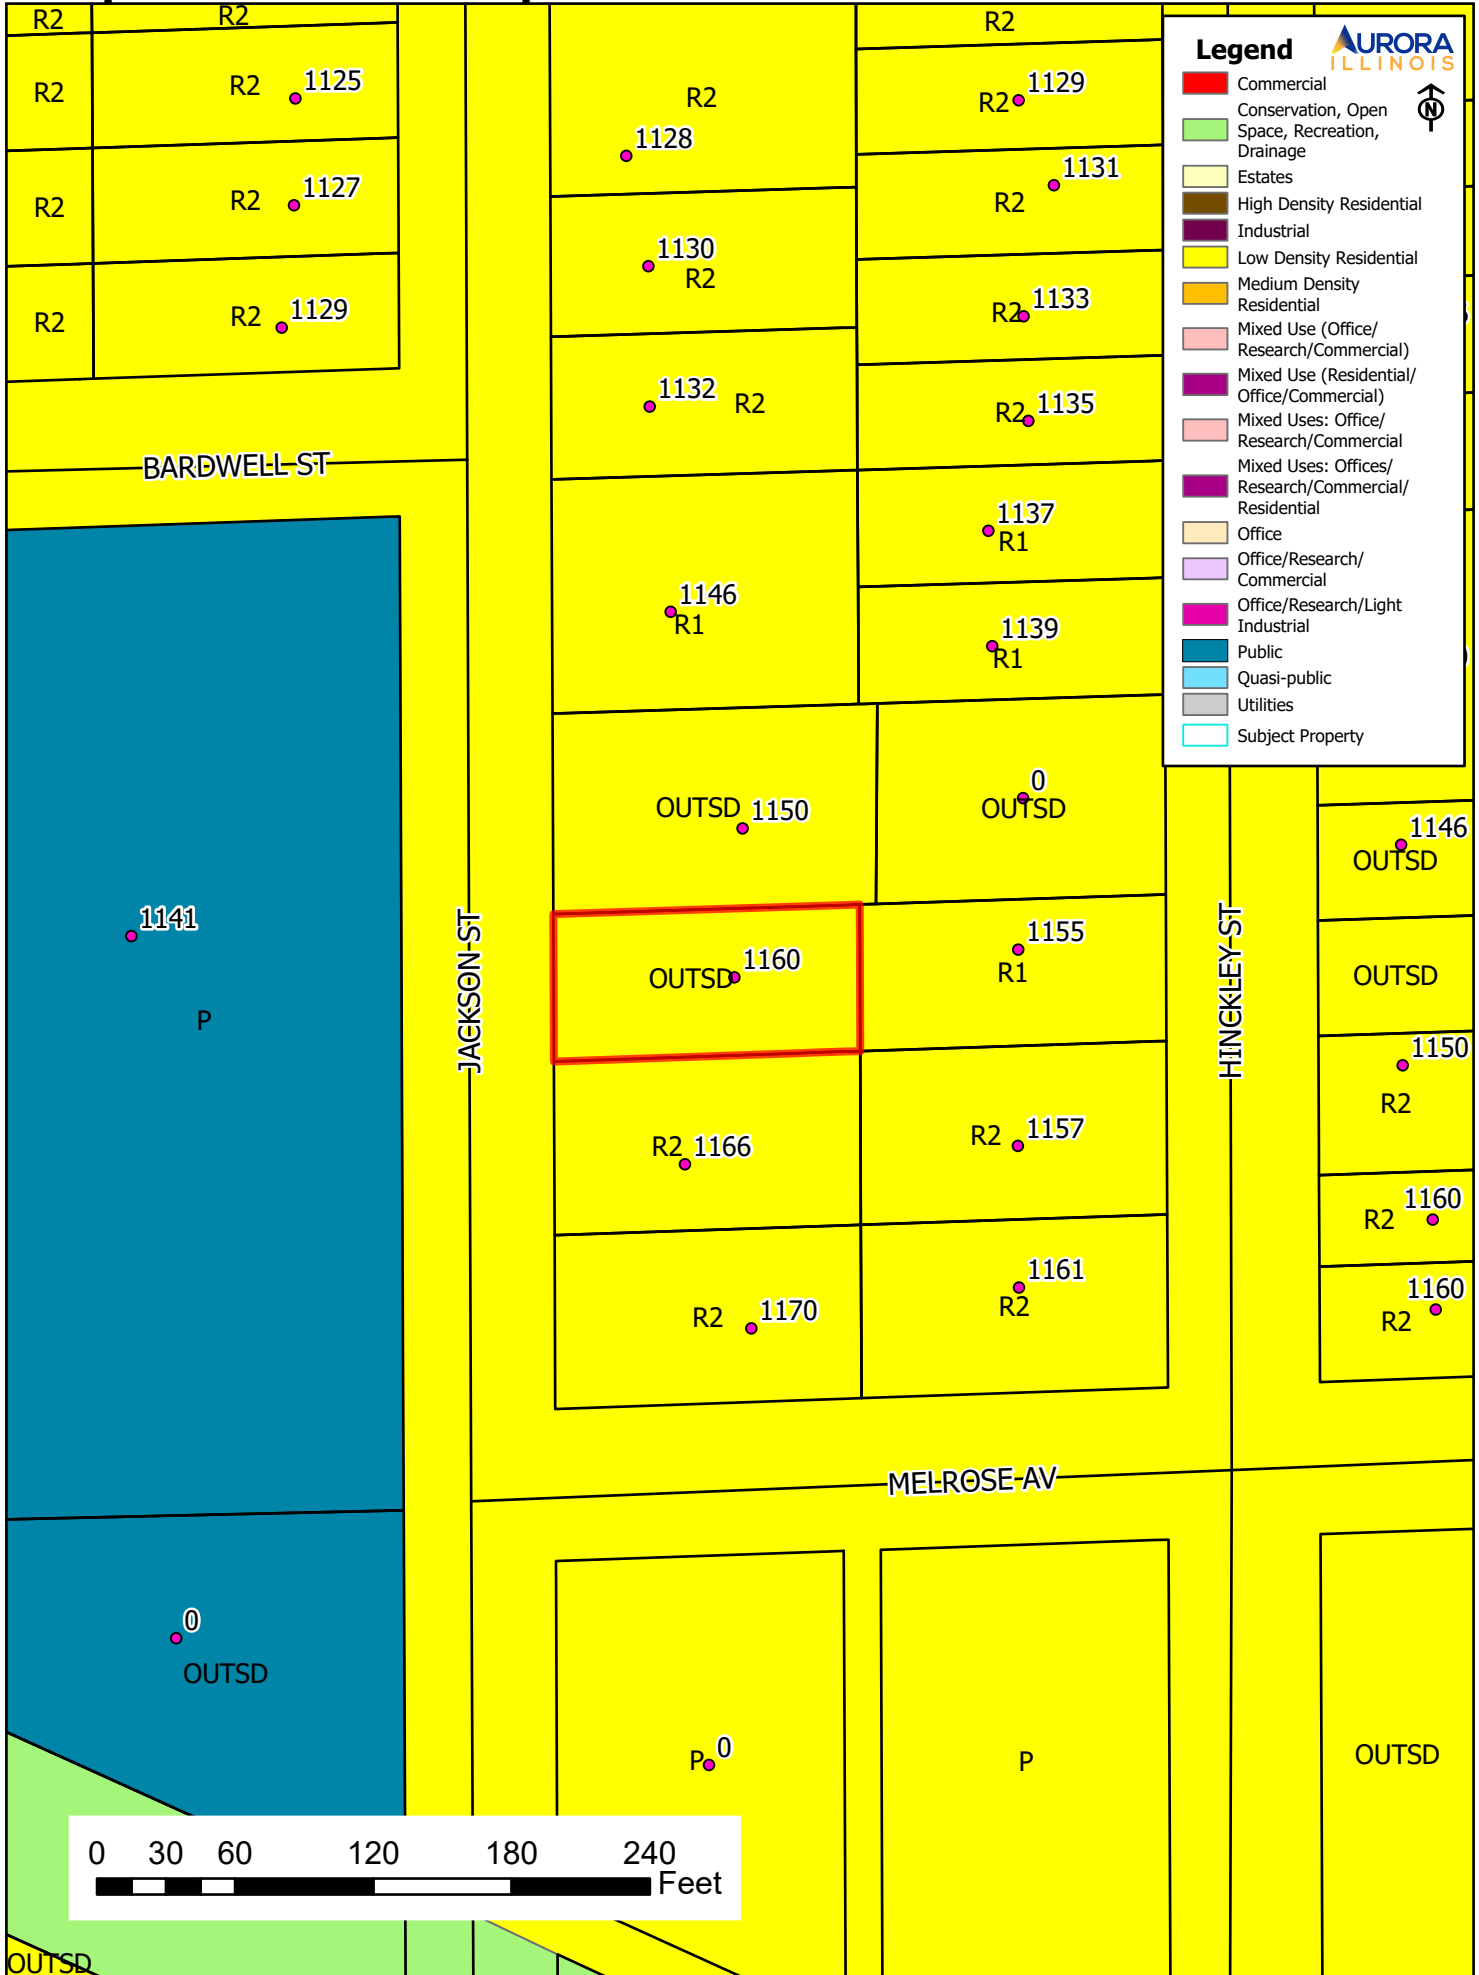 R2
R2
R2
Legend
AURORA
ILLINOIS
N
Commercial
Conservation, Open
Space, Recreation,
Drainage
Estates
High Density Residential
Industrial
Low Density Residential
Medium Density
Residential
Mixed Use (Office/
Research/Commercial)
Mixed Use (Residential/
Office/Commercial)
Mixed Uses: Office/
Research/Commercial
Mixed Uses: Offices/
Research/Commercial/
Residential
Office
Office/Research/
Commercial
Office/Research/Light
Industrial
Public
Quasi-public
Utilities
Subject Property
R2
R2 1125
R2
1128
R2 1129
1131
R2
R2
R2 1127
1130
R2
R2 1133
R2
R2 1129
1132 R2
R2 1135
BARDWELL ST
1137
R1
1146
R1
1139
R1
OUTSD 1150
0
OUTSD
1146
OUTSD
1141
P
JACKSON ST
OUTSD 1160
1155
R1
HINCKLEY ST
OUTSD
1150
R2
R2 1166
R2 1157
R2 1160
R2 1170
1161
R2
1160
R2
MELROSE AV
0
OUTSD
P 0
P
OUTSD
0 30 60 120 180 240
Feet
OUTSD